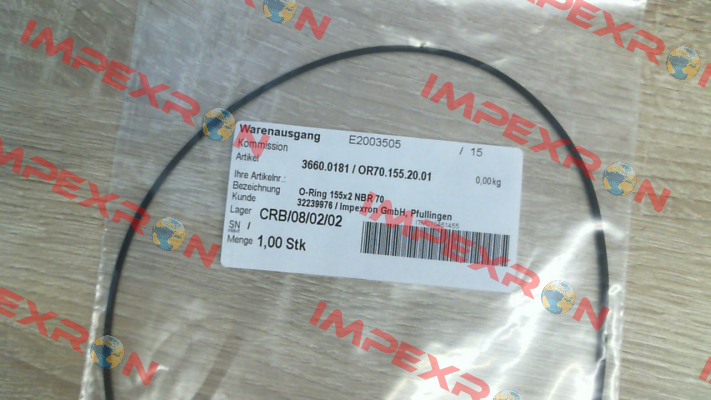 Warenausgang
Kommission E2003505 / 15
Artikel 3660.0181 / OR70.155.20.01 0,00kg
Ihre Artikelnr.:
Bezeichnung O-Ring 155x2 NBR 70
Kunde 32239976 / Impexron GmbH, Pfullingen
Lager CRB/08/02/02
SN /
Menge 1,00 Stk
IMPEXRON
IMPEXRON
IMPEXRON
IMPEXRON
IMPEXRON
IMPEXRON
IMPEXRON
IMPEXRON